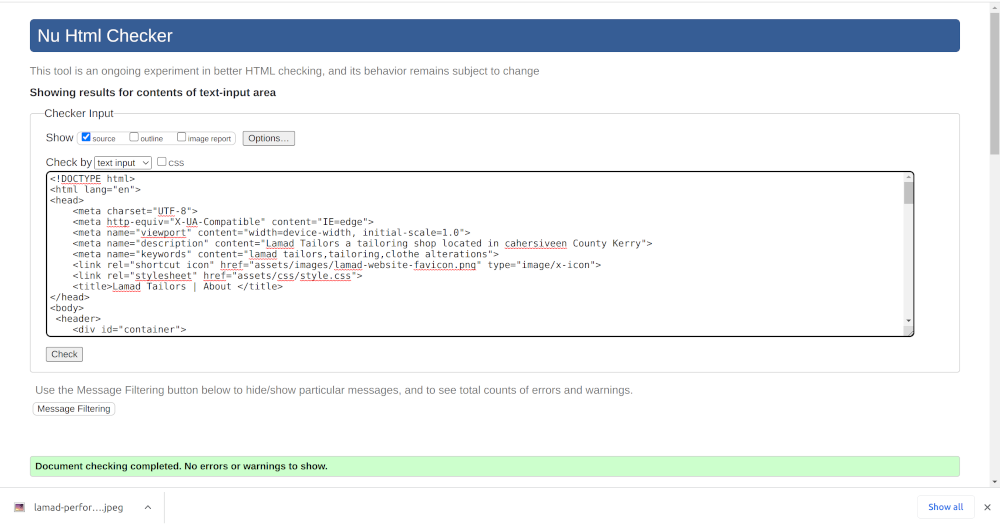 Nu Html Checker
This tool is an ongoing experiment in better HTML checking, and its behavior remains subject to change
Showing results for contents of text-input area
Checker Input
Show source outline image report Options...
Check by text input css
<!DOCTYPE html>
<html lang="en">
<head>
    <meta charset="UTF-8">
    <meta http-equiv="X-UA-Compatible" content="IE=edge">
    <meta name="viewport" content="width=device-width, initial-scale=1.0">
    <meta name="description" content="Lamad Tailors a tailoring shop located in cahersiveen County Kerry">
    <meta name="keywords" content="lamad tailors,tailoring,clothe alterations">
    <link rel="shortcut icon" href="assets/images/lamad-website-favicon.png" type="image/x-icon">
    <link rel="stylesheet" href="assets/css/style.css">
    <title>Lamad Tailors | About </title>
</head>
<body>
 <header>
    <div id="container">
Check
Use the Message Filtering button below to hide/show particular messages, and to see total counts of errors and warnings.
Message Filtering
Document checking completed. No errors or warnings to show.
lamad-perfor....jpeg Show all